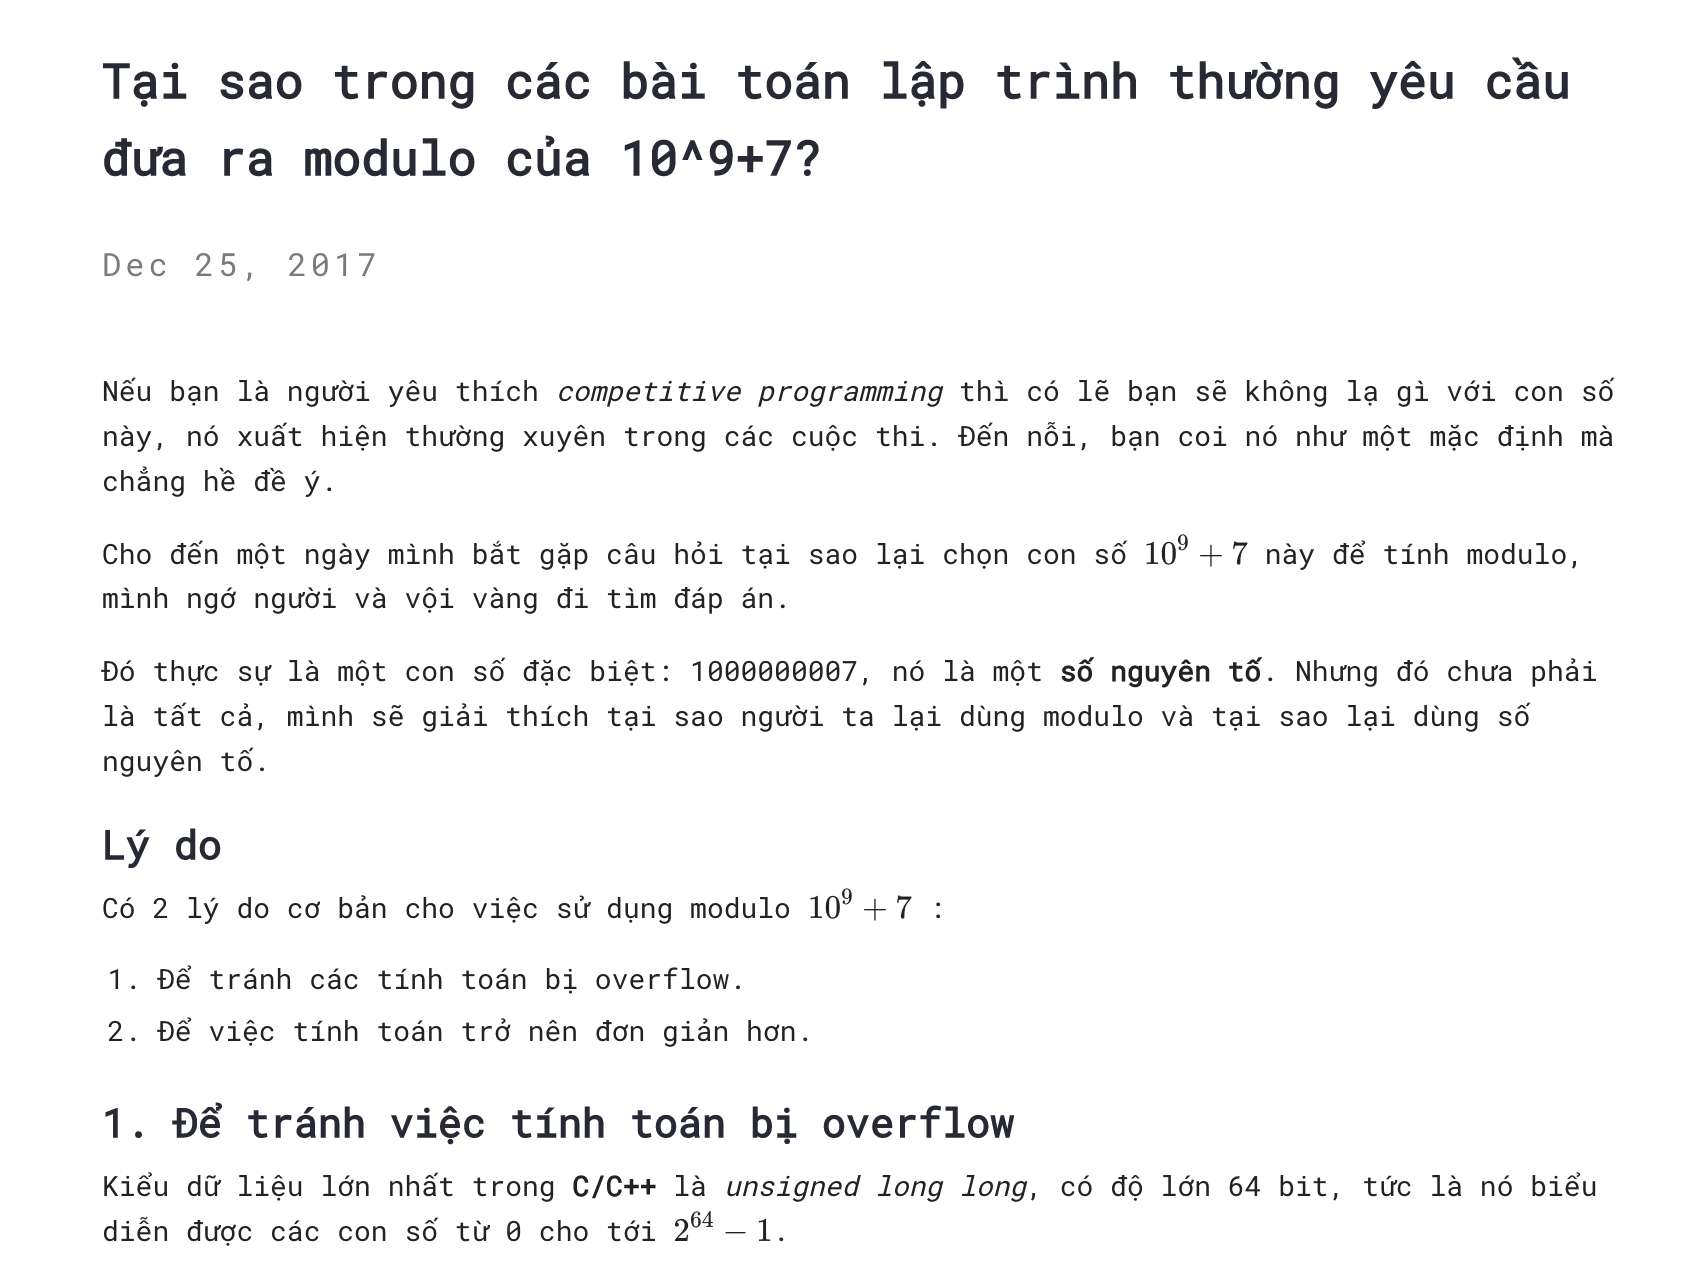 Tại sao trong các bài toán lập trình thường yêu cầu
đưa ra modulo của 10^9+7?
Dec 25, 2017
Nếu bạn là người yêu thích competitive programming thì có lẽ bạn sẽ không lạ gì với con số
này, nó xuất hiện thường xuyên trong các cuộc thi. Đến nỗi, bạn coi nó như một mặc định mà
chẳng hề đề ý.
Cho đến một ngày mình bắt gặp câu hỏi tại sao lại chọn con số 10⁹ + 7 này để tính modulo,
mình ngớ người và vội vàng đi tìm đáp án.
Đó thực sự là một con số đặc biệt: 1000000007, nó là một số nguyên tố. Nhưng đó chưa phải
là tất cả, mình sẽ giải thích tại sao người ta lại dùng modulo và tại sao lại dùng số
nguyên tố.
Lý do
Có 2 lý do cơ bản cho việc sử dụng modulo 10⁹ + 7 :
1. Để tránh các tính toán bị overflow.
2. Để việc tính toán trở nên đơn giản hơn.
1. Để tránh việc tính toán bị overflow
Kiểu dữ liệu lớn nhất trong C/C++ là unsigned long long, có độ lớn 64 bit, tức là nó biểu
diễn được các con số từ 0 cho tới 2⁶⁴ − 1.